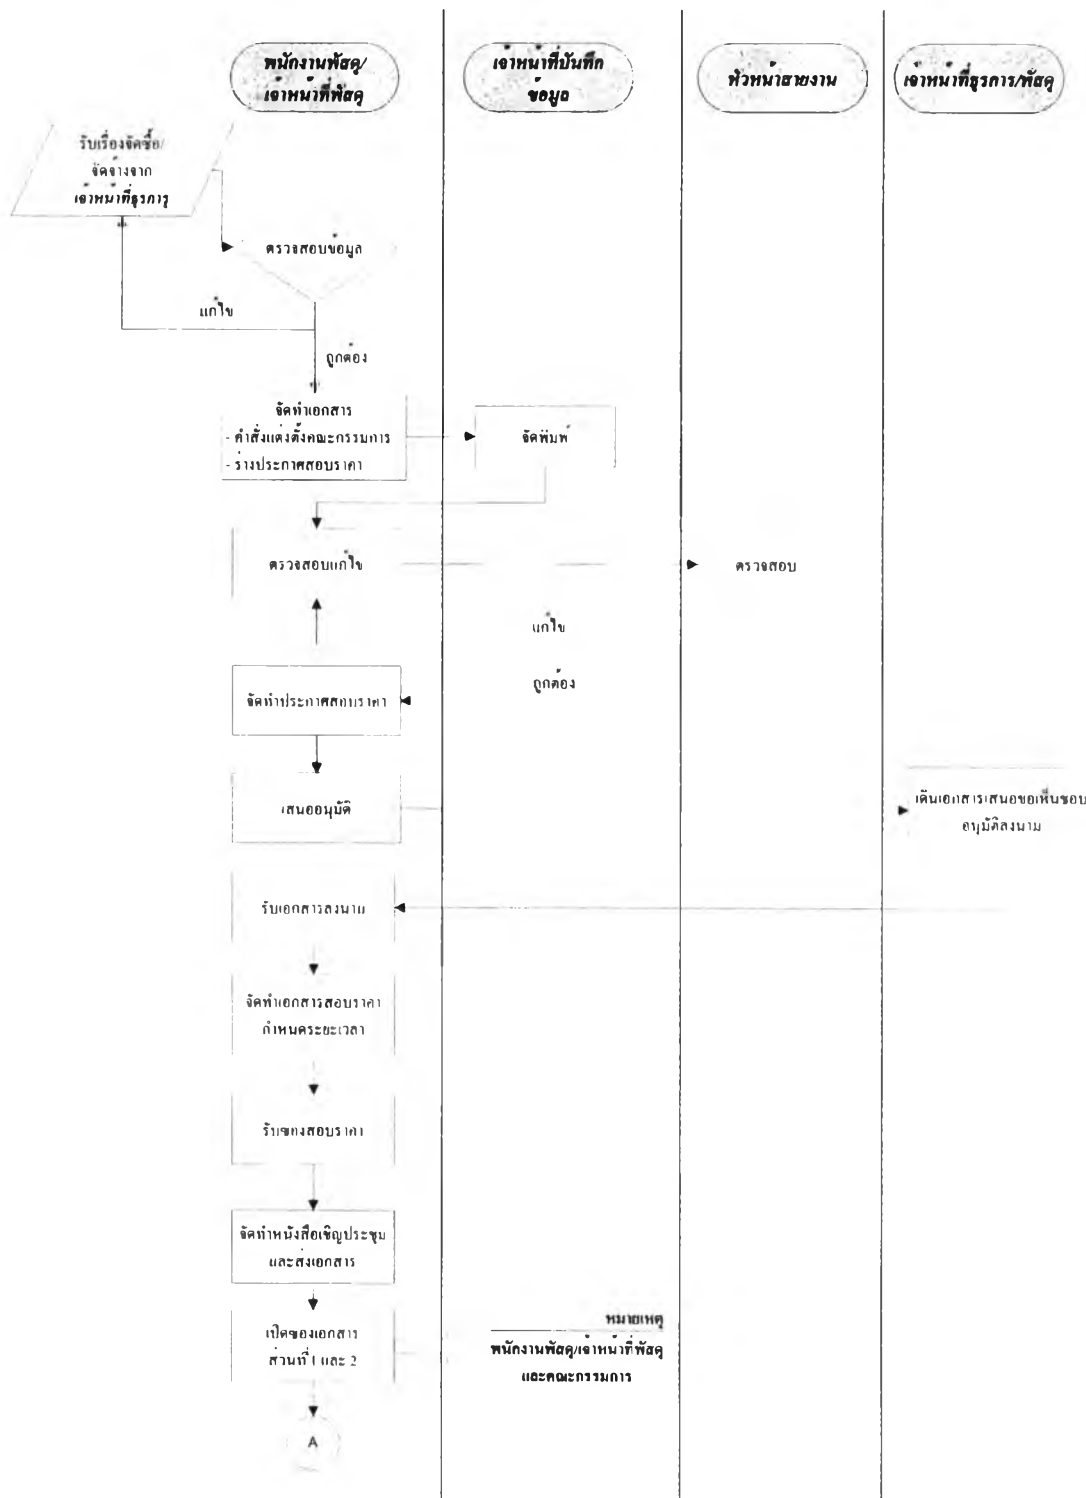 พนักงานพัสดุ/
เจ้าหน้าที่พัสดุ
เจ้าหน้าที่บันทึก
ข้อมูล
หัวหน้าสายงาน
เจ้าหน้าที่ธุรการ/พัสดุ
รับเรื่องจัดซื้อ/
จัดจ้างจาก
เจ้าหน้าที่ธุรการ
ตรวจสอบข้อมูล
แก้ไข
ถูกต้อง
จัดทำเอกสาร
- คำสั่งแต่งตั้งคณะกรรมการ
- ร่างประกาศสอบราคา
จัดพิมพ์
ตรวจสอบแก้ไข
ตรวจสอบ
แก้ไข
ถูกต้อง
จัดทำประกาศสอบราคา
เสนออนุมัติ
เดินเอกสารเสนอขอเห็นชอบ
อนุมัติลงนาม
รับเอกสารลงนาม
จัดทำเอกสารสอบราคา
กำหนดระยะเวลา
รับซองสอบราคา
จัดทำหนังสือเชิญประชุม
และส่งเอกสาร
เปิดซองเอกสาร
ส่วนที่ 1 และ 2
หมายเหตุ
พนักงานพัสดุ/เจ้าหน้าที่พัสดุ
และคณะกรรมการ
A